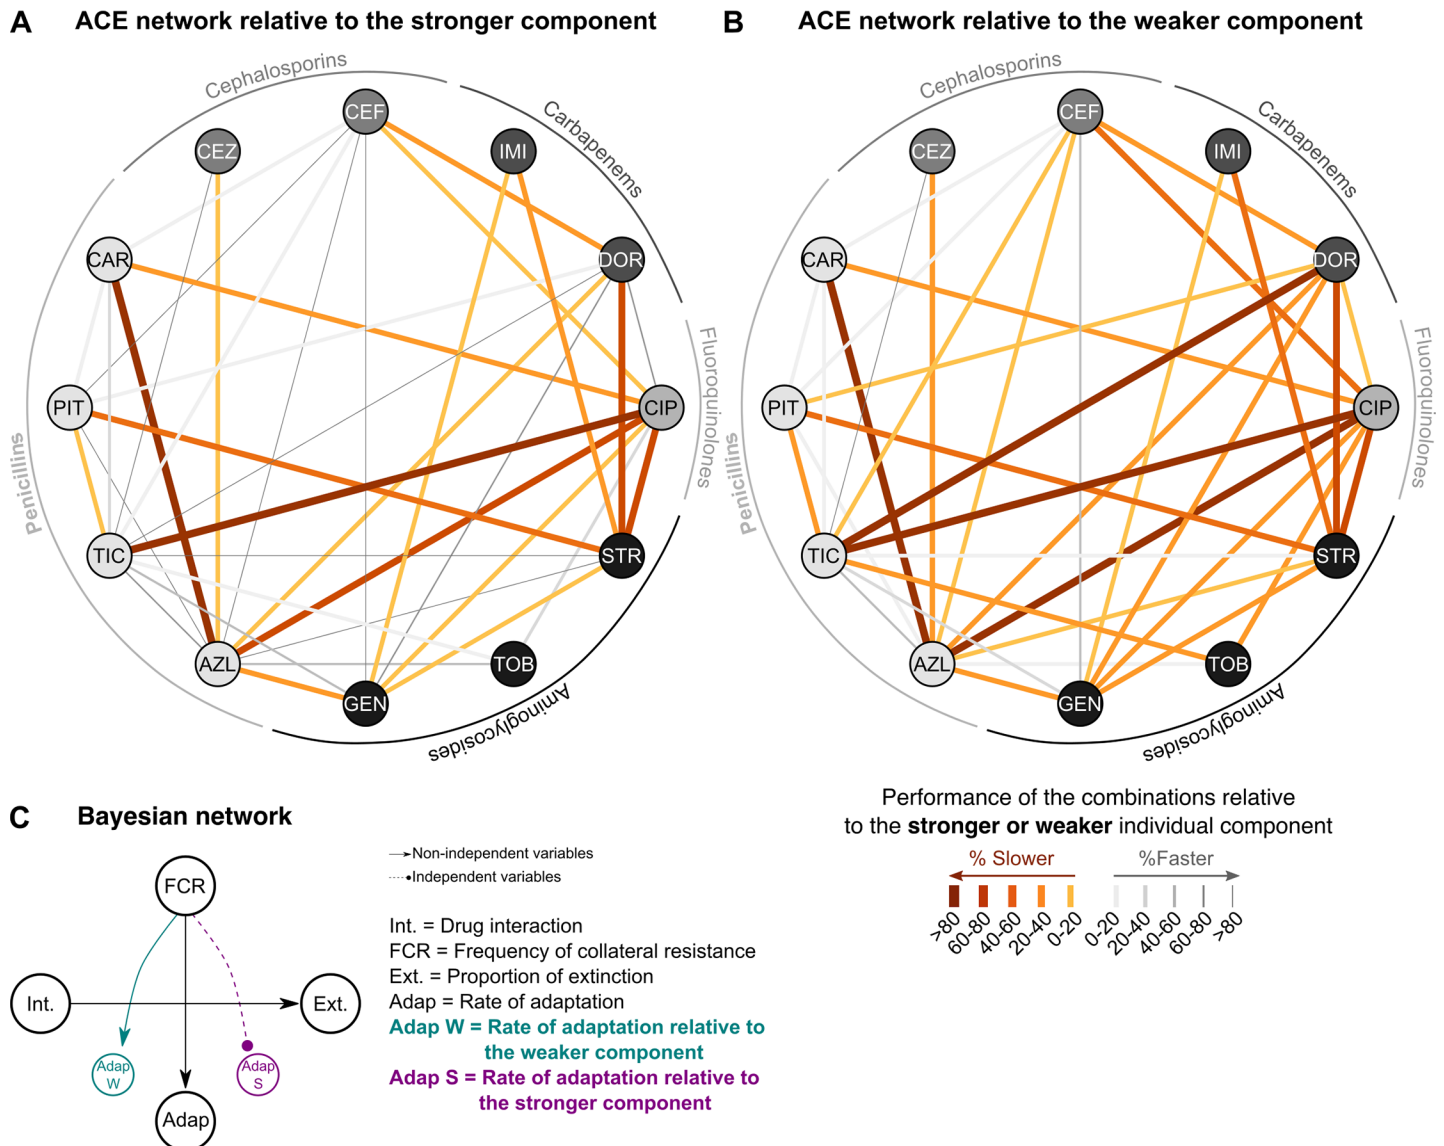 A
ACE network relative to the stronger component
Cephalosporins
Carbapenems
Fluoroquinolones
Aminoglycosides
Penicillins
CEF
IMI
DOR
CIP
STR
TOB
GEN
AZL
TIC
PIT
CAR
CEZ
B
ACE network relative to the weaker component
Cephalosporins
Carbapenems
Fluoroquinolones
Aminoglycosides
Penicillins
CEF
IMI
DOR
CIP
STR
TOB
GEN
AZL
TIC
PIT
CAR
CEZ
Performance of the combinations relative
to the stronger or weaker individual component
% Slower
%Faster
>80
60-80
40-60
20-40
0-20
0-20
20-40
40-60
60-80
>80
C
Bayesian network
FCR
Int.
Ext.
Adap
W
Adap
S
Adap
Non-independent variables
Independent variables
Int. = Drug interaction
FCR = Frequency of collateral resistance
Ext. = Proportion of extinction
Adap = Rate of adaptation
Adap W = Rate of adaptation relative to
the weaker component
Adap S = Rate of adaptation relative to
the stronger component